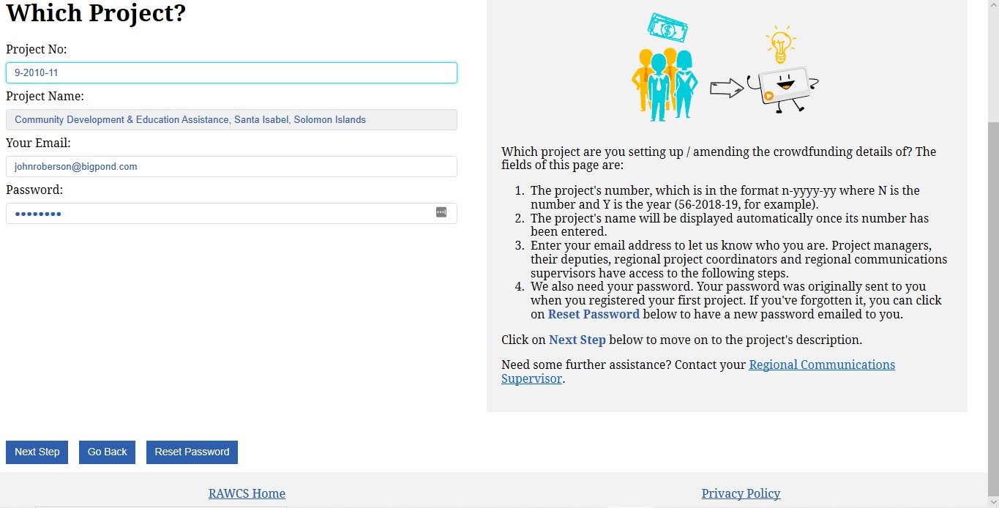 Which Project?
Project No:
9-2010-11
Project Name:
Community Development & Education Assistance, Santa Isabel, Solomon Islands
Your Email:
johnroberson@bigpond.com
Password:
••••••••
Next Step
Go Back
Reset Password
$
Which project are you setting up / amending the crowdfunding details of? The
fields of this page are:
1. The project's number, which is in the format n-yyyy-yy where N is the
number and Y is the year (56-2018-19, for example).
2. The project's name will be displayed automatically once its number has
been entered.
3. Enter your email address to let us know who you are. Project managers,
their deputies, regional project coordinators and regional communications
supervisors have access to the following steps.
4. We also need your password. Your password was originally sent to you
when you registered your first project. If you've forgotten it, you can click
on Reset Password below to have a new password emailed to you.
Click on Next Step below to move on to the project's description.
Need some further assistance? Contact your Regional Communications
Supervisor.
RAWCS Home
Privacy Policy